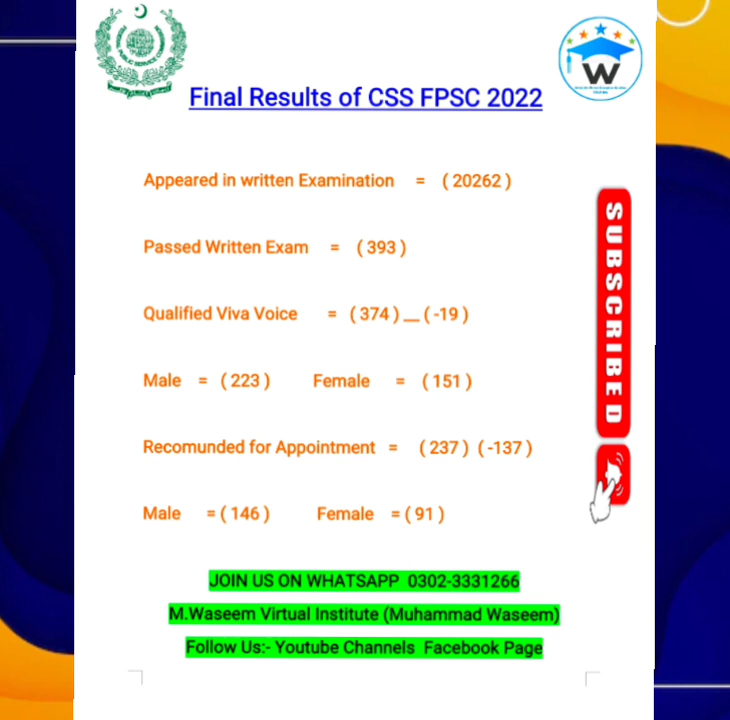 Final Results of CSS FPSC 2022
W
Appeared in written Examination = ( 20262 )
Passed Written Exam = ( 393 )
Qualified Viva Voice = ( 374 ) __ ( -19 )
Male = ( 223 ) Female = ( 151 )
Recomunded for Appointment = ( 237 ) ( -137 )
Male = ( 146 ) Female = ( 91 )
SUBSCRIBED
JOIN US ON WHATSAPP 0302-3331266
M.Waseem Virtual Institute (Muhammad Waseem)
Follow Us:- Youtube Channels Facebook Page